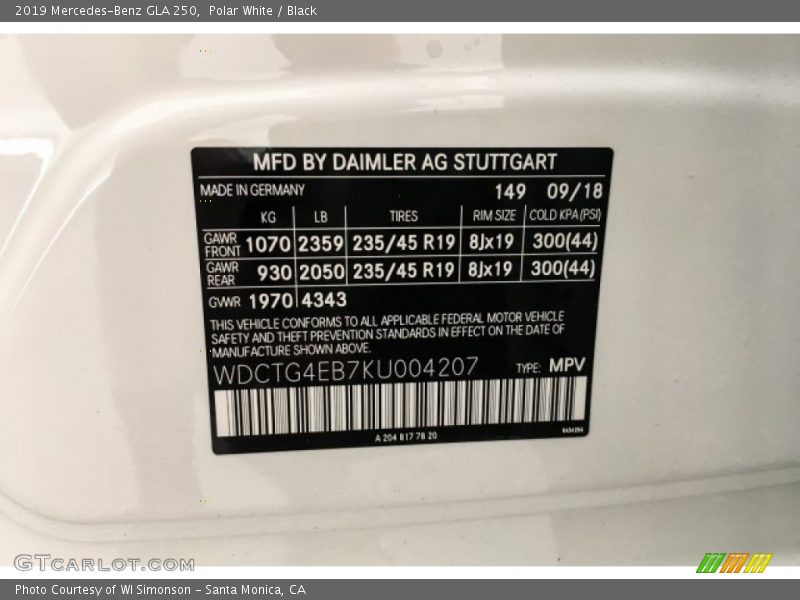 2019 Mercedes-Benz GLA 250,  Polar White / Black
MFD BY DAIMLER AG STUTTGART
MADE IN GERMANY 149 09/18
KG LB TIRES RIM SIZE COLD KPA(PSI)
GAWR FRONT 1070 2359 235/45 R19 8Jx19 300(44)
GAWR REAR 930 2050 235/45 R19 8Jx19 300(44)
GVWR 1970 4343
THIS VEHICLE CONFORMS TO ALL APPLICABLE FEDERAL MOTOR VEHICLE
SAFETY AND THEFT PREVENTION STANDARDS IN EFFECT ON THE DATE OF
MANUFACTURE SHOWN ABOVE.
WDCTG4EB7KU004207 TYPE: MPV
A 204 817 78 20
GTCARLOT.COM
Photo Courtesy of WI Simonson - Santa Monica, CA